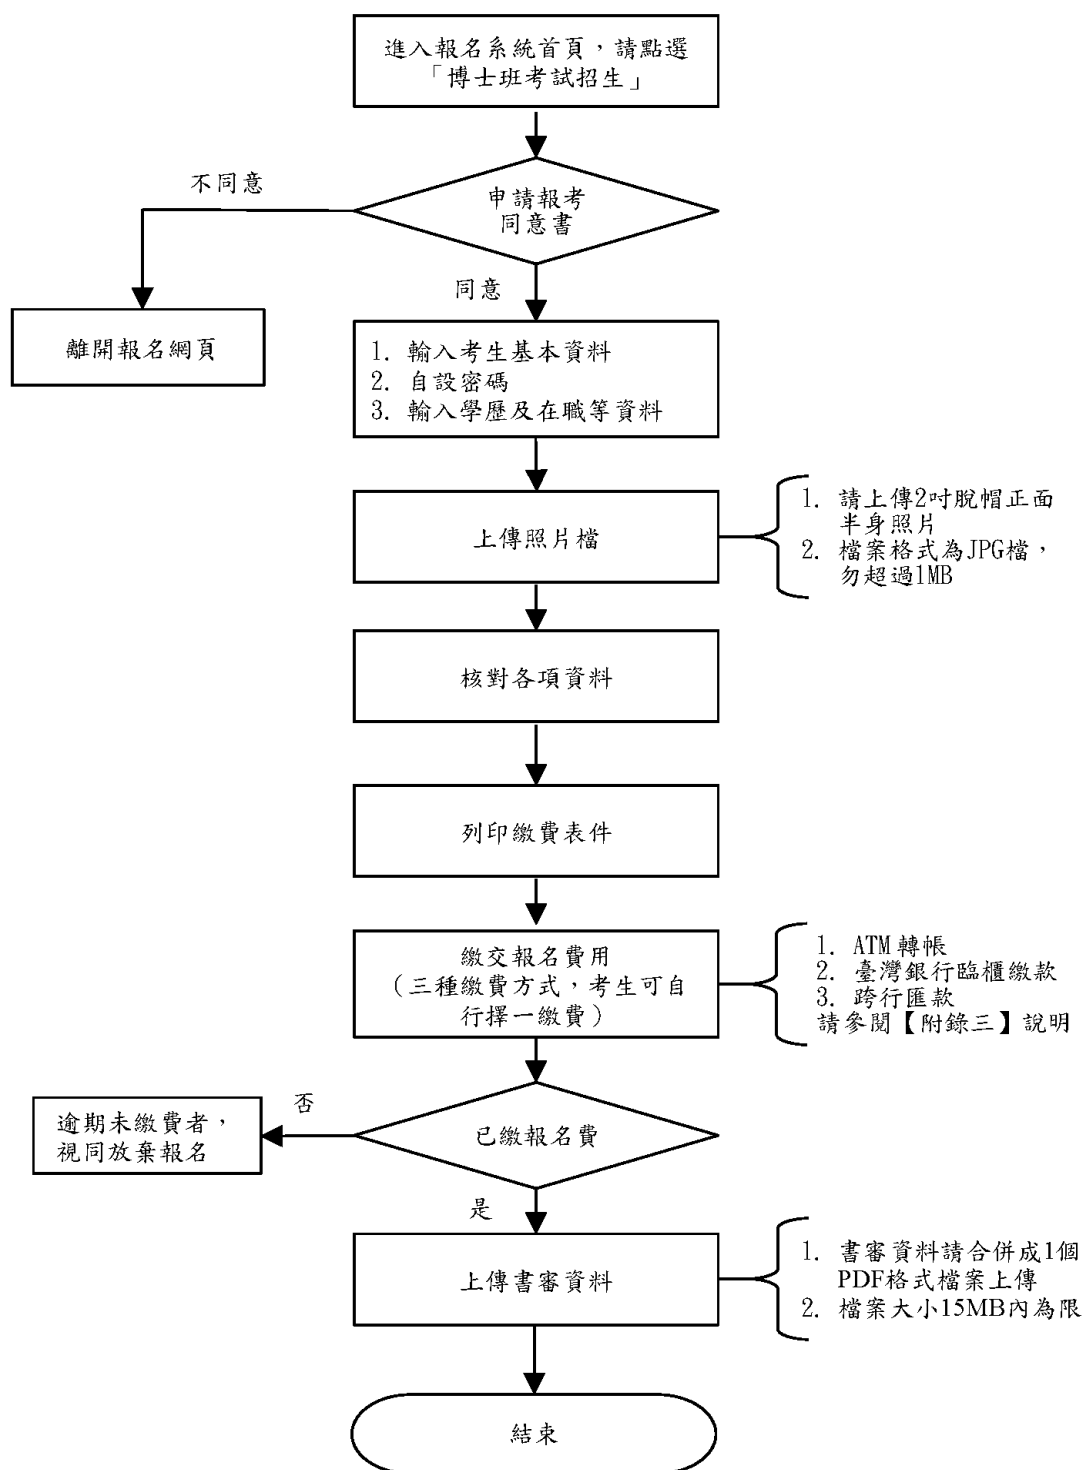 進入報名系統首頁，請點選
「博士班考試招生」
申請報考
同意書
不同意
同意
離開報名網頁
1. 輸入考生基本資料
2. 自設密碼
3. 輸入學歷及在職等資料
上傳照片檔
1. 請上傳2吋脫帽正面
半身照片
2. 檔案格式為JPG檔，
勿超過1MB
核對各項資料
列印繳費表件
繳交報名費用
（三種繳費方式，考生可自
行擇一繳費）
1. ATM 轉帳
2. 臺灣銀行臨櫃繳款
3. 跨行匯款
請參閱【附錄三】說明
已繳報名費
否
逾期未繳費者，
視同放棄報名
是
上傳書審資料
1. 書審資料請合併成1個
PDF格式檔案上傳
2. 檔案大小15MB內為限
結束